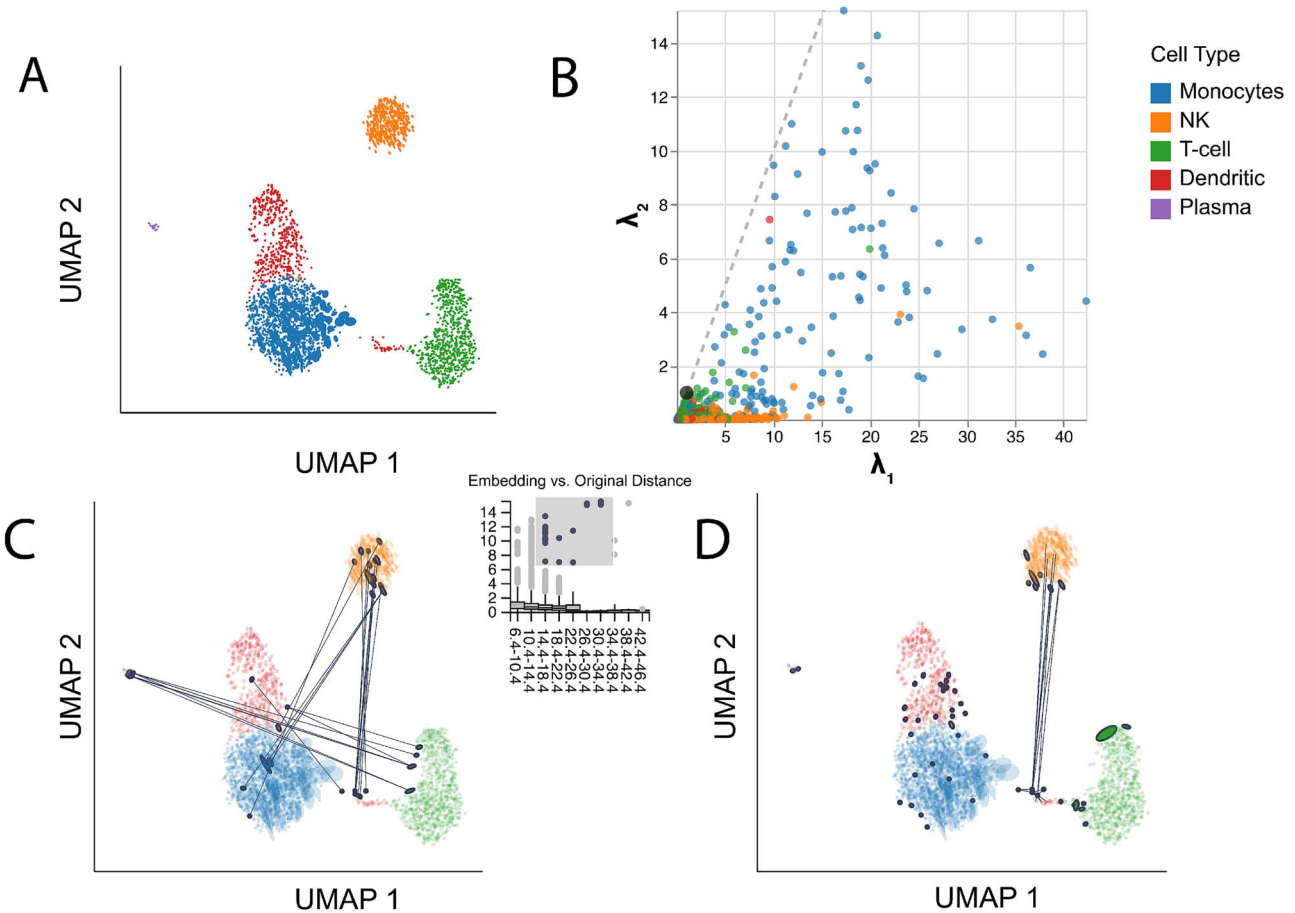 A
UMAP 2
UMAP 1
B
14
12
10
8
6
4
2
λ2
5 10 15 20 25 30 35 40
λ1
Cell Type
Monocytes
NK
T-cell
Dendritic
Plasma
C
UMAP 2
UMAP 1
Embedding vs. Original Distance
14
12
10
8
6
4
2
0
6.4-10.4
10.4-14.4
14.4-18.4
18.4-22.4
22.4-26.4
26.4-30.4
30.4-34.4
34.4-38.4
38.4-42.4
42.4-46.4
D
UMAP 2
UMAP 1